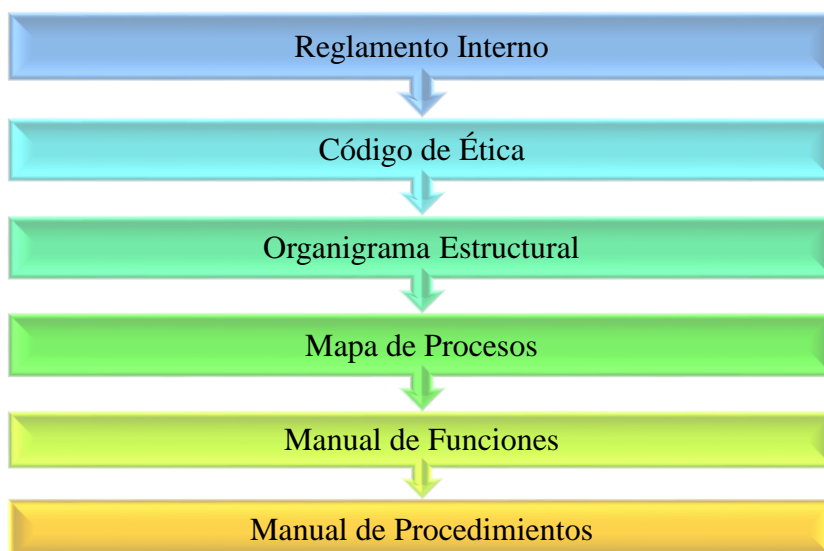 Reglamento Interno
Código de Ética
Organigrama Estructural
Mapa de Procesos
Manual de Funciones
Manual de Procedimientos